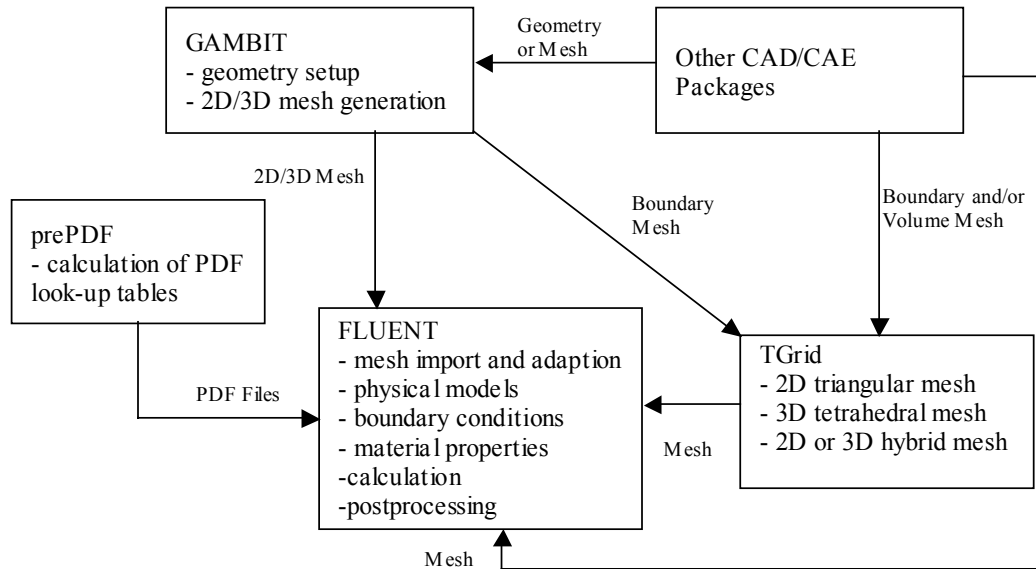 GAMBIT
- geometry setup
- 2D/3D mesh generation
Geometry
or Mesh
Other CAD/CAE
Packages
2D/3D Mesh
Boundary
Mesh
Boundary and/or
Volume Mesh
prePDF
- calculation of PDF
look-up tables
PDF Files
FLUENT
- mesh import and adaption
- physical models
- boundary conditions
- material properties
-calculation
-postprocessing
TGrid
- 2D triangular mesh
- 3D tetrahedral mesh
- 2D or 3D hybrid mesh
Mesh
Mesh